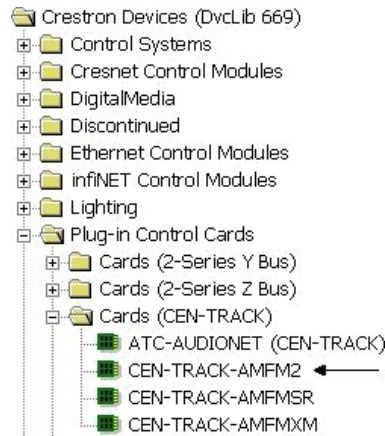 Crestron Devices (DvcLib 669)
Control Systems
Cresnet Control Modules
DigitalMedia
Discontinued
Ethernet Control Modules
infiNET Control Modules
Lighting
Plug-in Control Cards
Cards (2-Series Y Bus)
Cards (2-Series Z Bus)
Cards (CEN-TRACK)
ATC-AUDIONET (CEN-TRACK)
CEN-TRACK-AMFM2
CEN-TRACK-AMFMSR
CEN-TRACK-AMFMXM